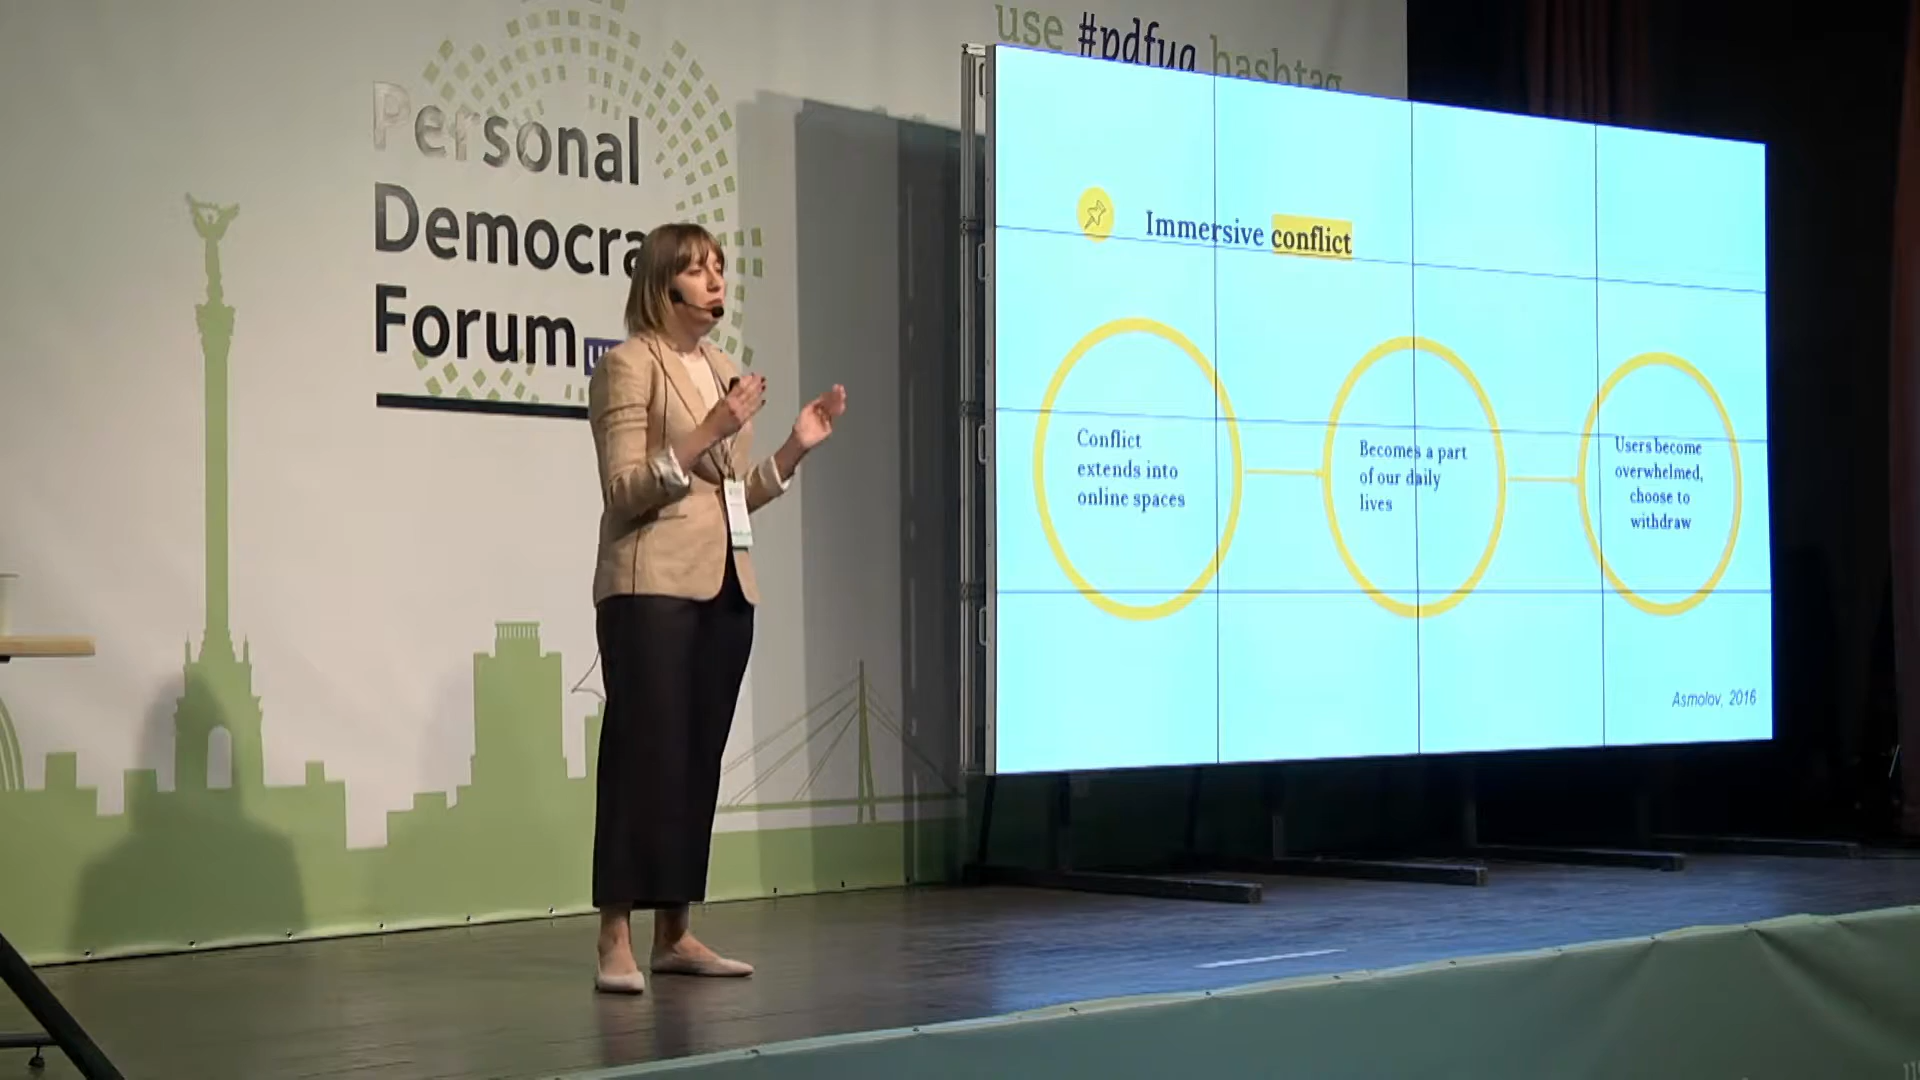 use #pdfua hashtag
Personal
Democra
Forum
Immersive conflict
Conflict
extends into
online spaces
Becomes a part
of our daily
lives
Users become
overwhelmed,
choose to
withdraw
Asmolov, 2016